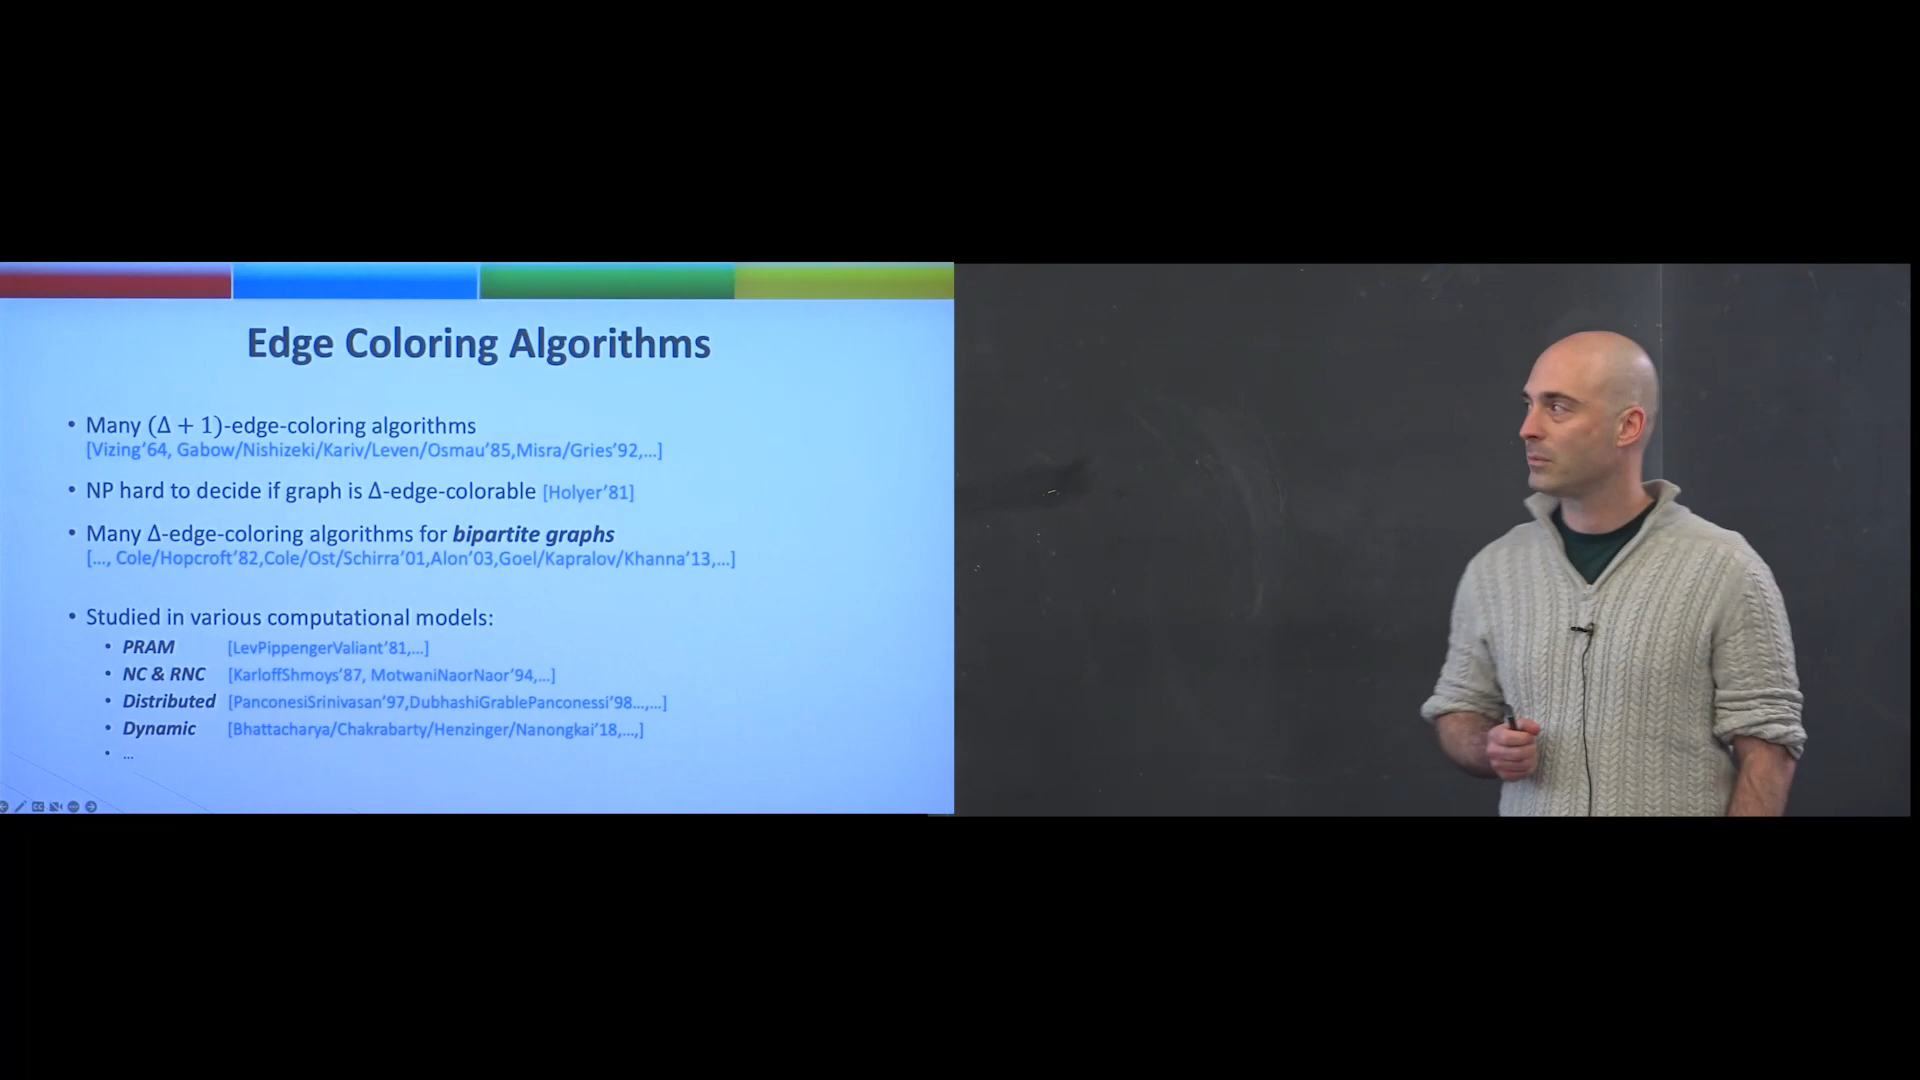 Edge Coloring Algorithms
• Many (Δ + 1)-edge-coloring algorithms
[Vizing’64, Gabow/Nishizeki/Kariv/Leven/Osmau’85,Misra/Gries’92,...]
• NP hard to decide if graph is Δ-edge-colorable [Holyer’81]
• Many Δ-edge-coloring algorithms for bipartite graphs
[..., Cole/Hopcroft’82,Cole/Ost/Schirra’01,Alon’03,Goel/Kapralov/Khanna’13,...]
• Studied in various computational models:
• PRAM [LevPippengerValiant’81,...]
• NC & RNC [KarloffShmoys’87, MotwaniNaorNaor’94,...]
• Distributed [PanconesiSrinivasan’97,DubhashiGrablePanconessi’98...,...]
• Dynamic [Bhattacharya/Chakrabarty/Henzinger/Nanongkai’18,...,]
• ...